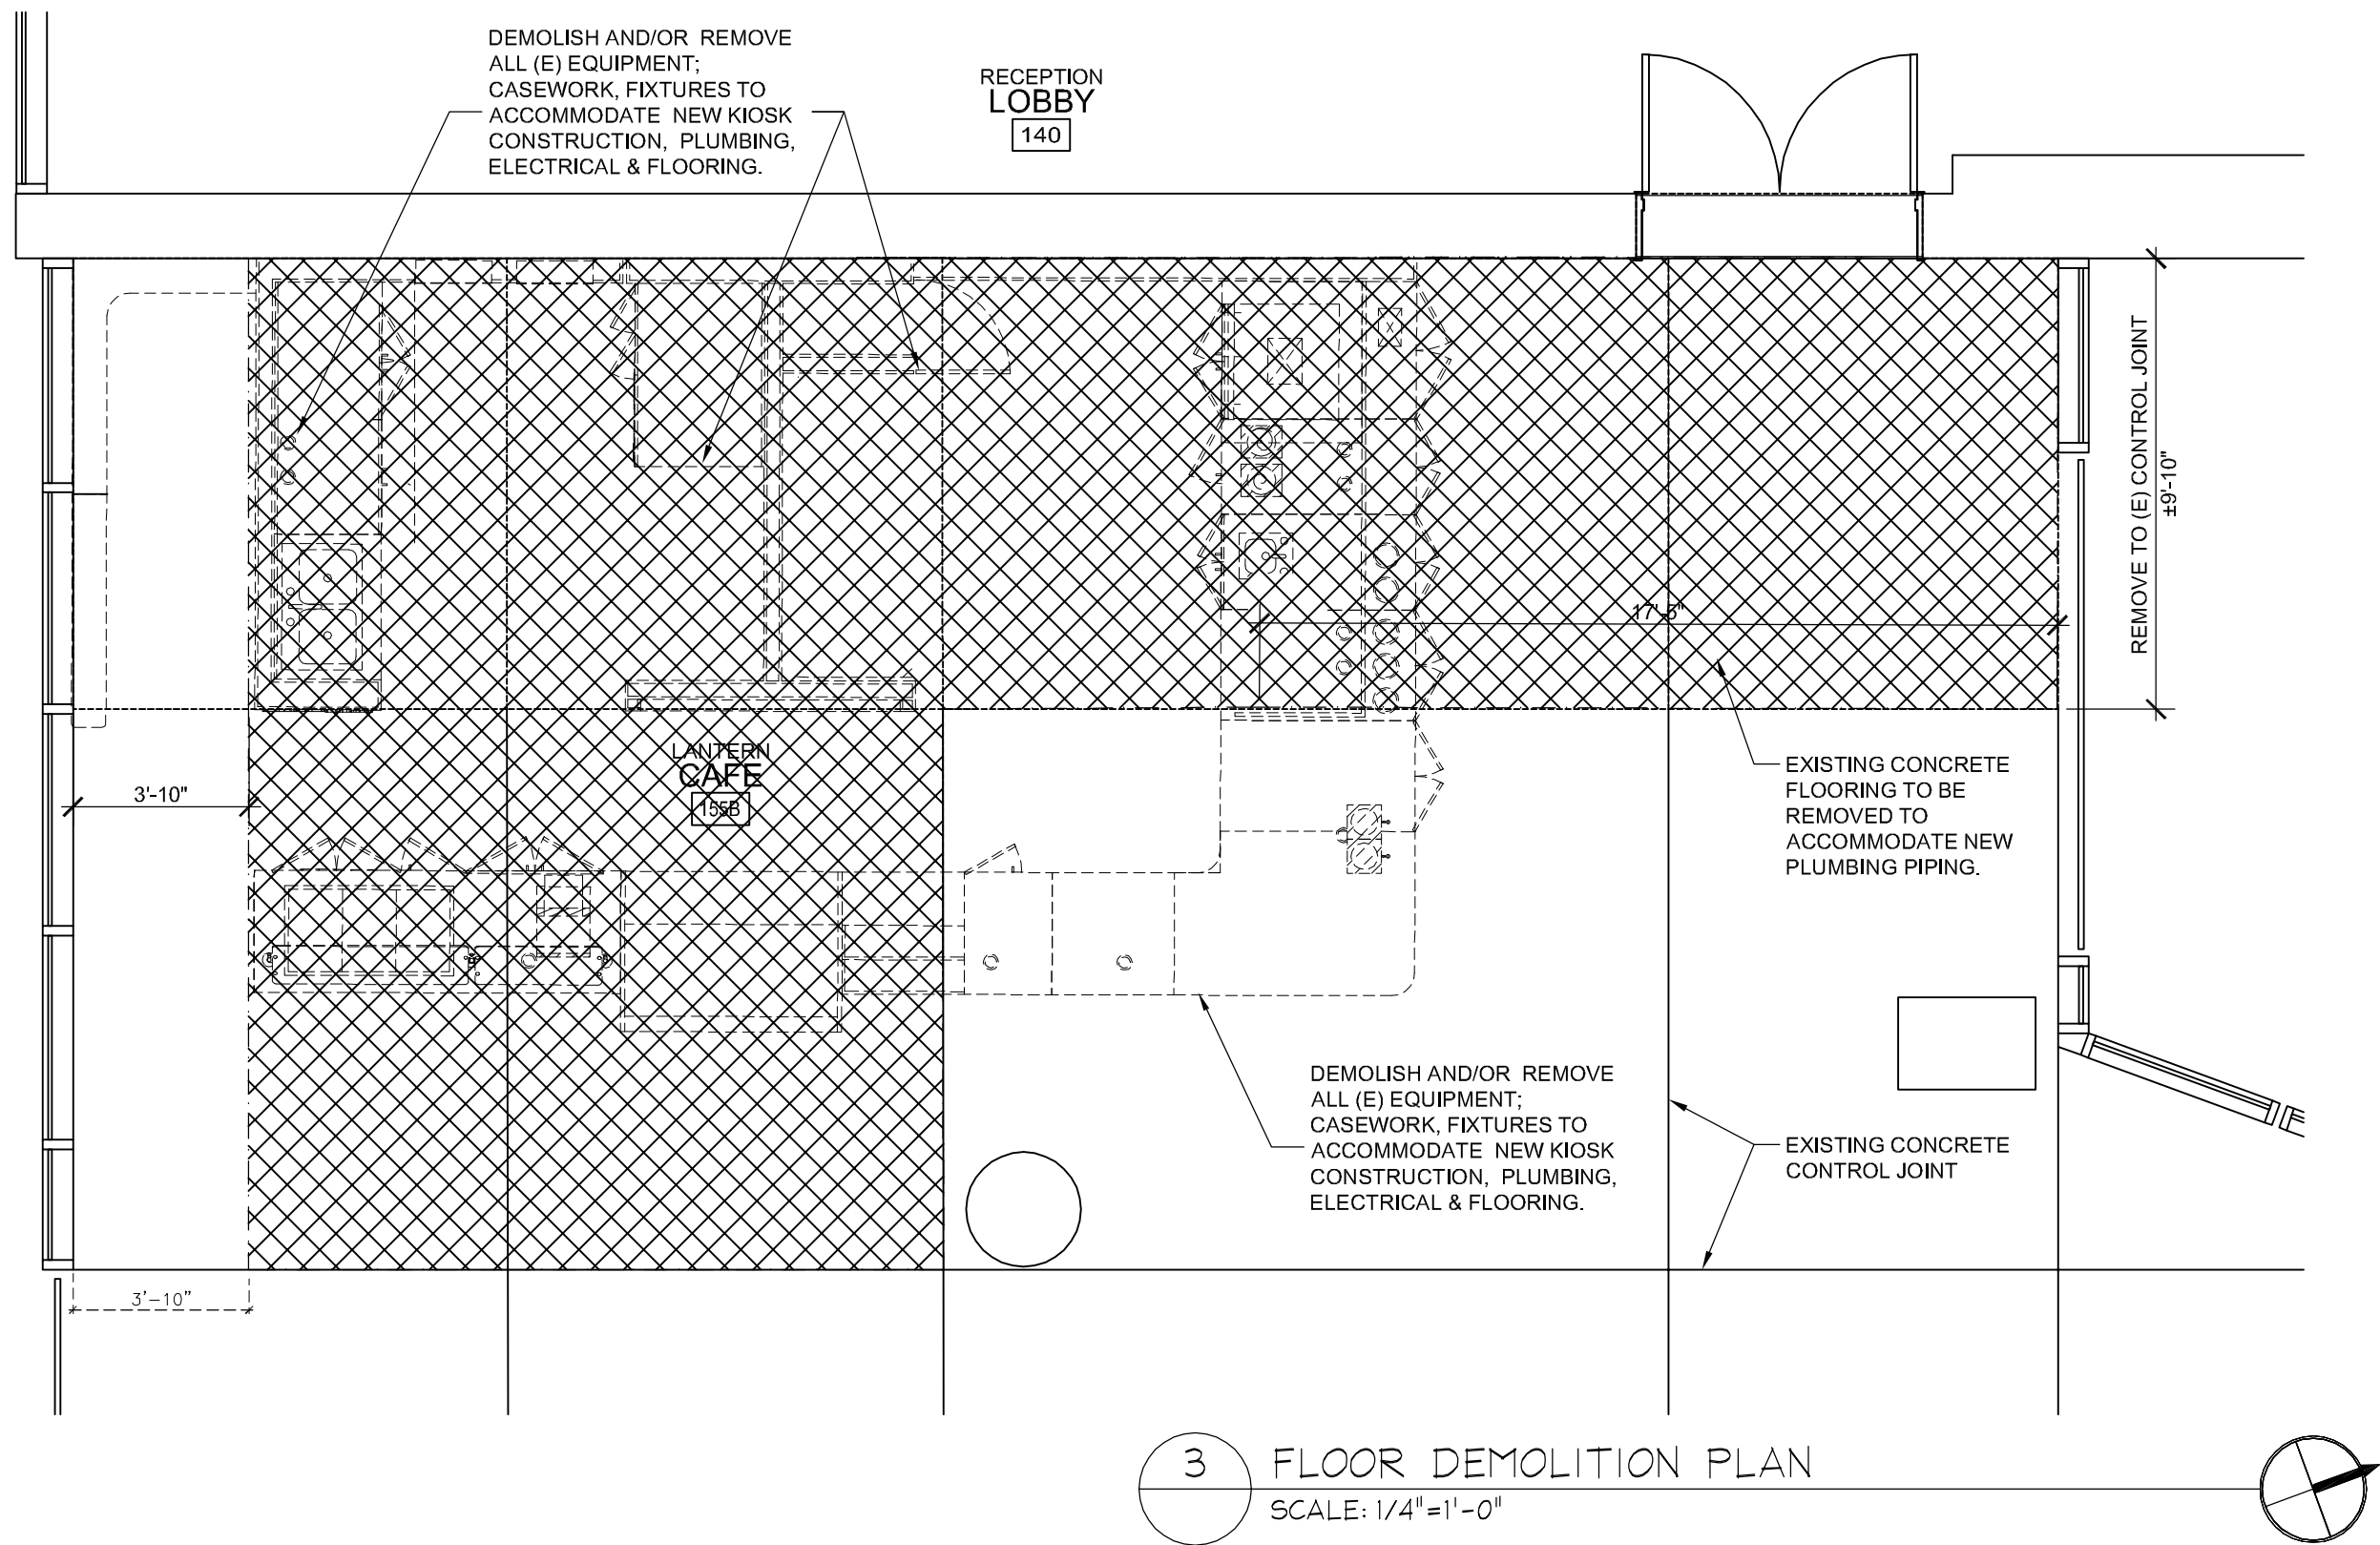 DEMOLISH AND/OR REMOVE
ALL (E) EQUIPMENT;
CASEWORK, FIXTURES TO
ACCOMMODATE NEW KIOSK
CONSTRUCTION, PLUMBING,
ELECTRICAL & FLOORING.
RECEPTION
LOBBY
140
REMOVE TO (E) CONTROL JOINT
±9'-10"
17'-5"
LANTERN
CAFE
155B
3'-10"
EXISTING CONCRETE
FLOORING TO BE
REMOVED TO
ACCOMMODATE NEW
PLUMBING PIPING.
DEMOLISH AND/OR REMOVE
ALL (E) EQUIPMENT;
CASEWORK, FIXTURES TO
ACCOMMODATE NEW KIOSK
CONSTRUCTION, PLUMBING,
ELECTRICAL & FLOORING.
EXISTING CONCRETE
CONTROL JOINT
3'-10"
3 FLOOR DEMOLITION PLAN
SCALE: 1/4"=1'-0"